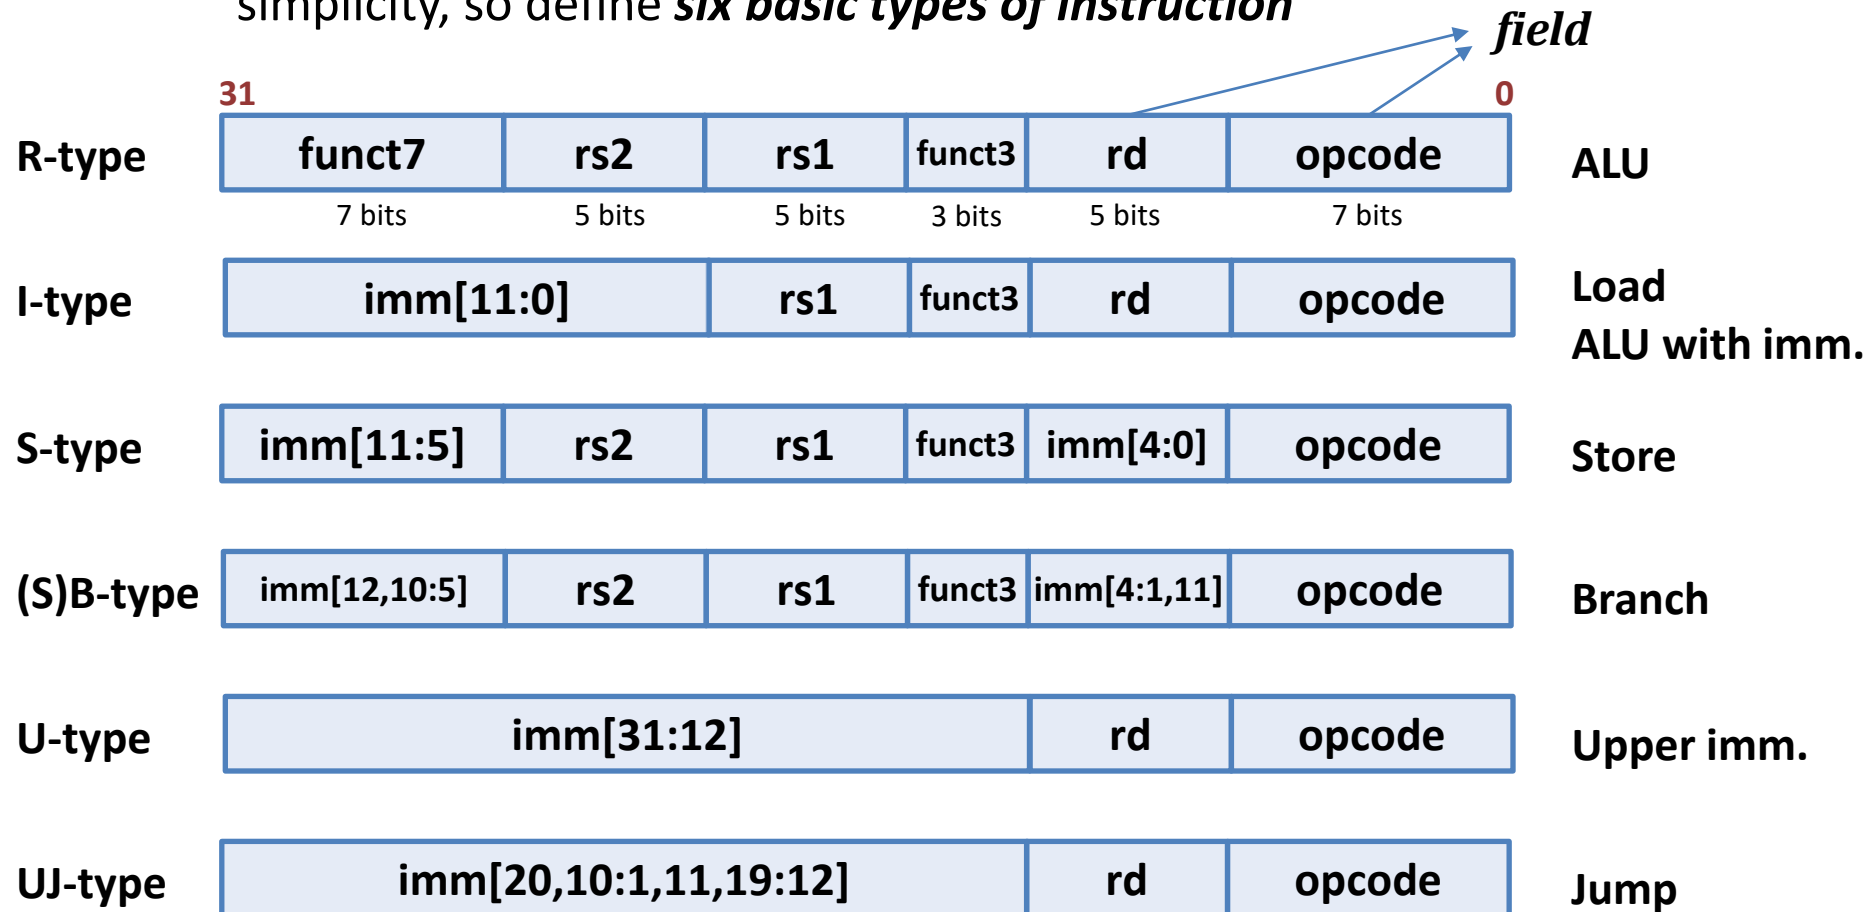 simplicity, so define six basic types of instruction
field
31 0
R-type funct7 rs2 rs1 funct3 rd opcode ALU
7 bits 5 bits 5 bits 3 bits 5 bits 7 bits
I-type imm[11:0] rs1 funct3 rd opcode Load
ALU with imm.
S-type imm[11:5] rs2 rs1 funct3 imm[4:0] opcode Store
(S)B-type imm[12,10:5] rs2 rs1 funct3 imm[4:1,11] opcode Branch
U-type imm[31:12] rd opcode Upper imm.
UJ-type imm[20,10:1,11,19:12] rd opcode Jump